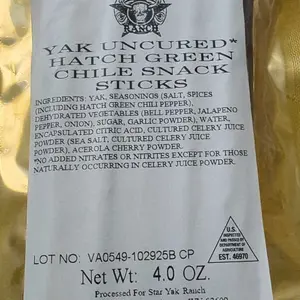 RANCH
YAK UNCURED*
HATCH GREEN
CHILE SNACK
STICKS
INGREDIENTS: YAK, SEASONINGS (SALT, SPICES
(INCLUDING HATCH GREEN CHILI PEPPER),
DEHYDRATED VEGETABLES (BELL PEPPER, JALAPENO
PEPPER, ONION), SUGAR, GARLIC POWDER), WATER,
ENCAPSULATED CITRIC ACID, CULTURED CELERY JUICE
POWDER (SEA SALT, CULTURED CELERY JUICE
POWDER), ACEROLA CHERRY POWDER.
*NO ADDED NITRATES OR NITRITES EXCEPT FOR THOSE
NATURALLY OCCURRING IN CELERY JUICE POWDER.
U.S.
INSPECTED
AND PASSED BY
DEPARTMENT OF
AGRICULTURE
EST. 46970
LOT NO: VA0549-102925B CP
Net Wt: 4.0 OZ.
Processed For Star Yak Ranch